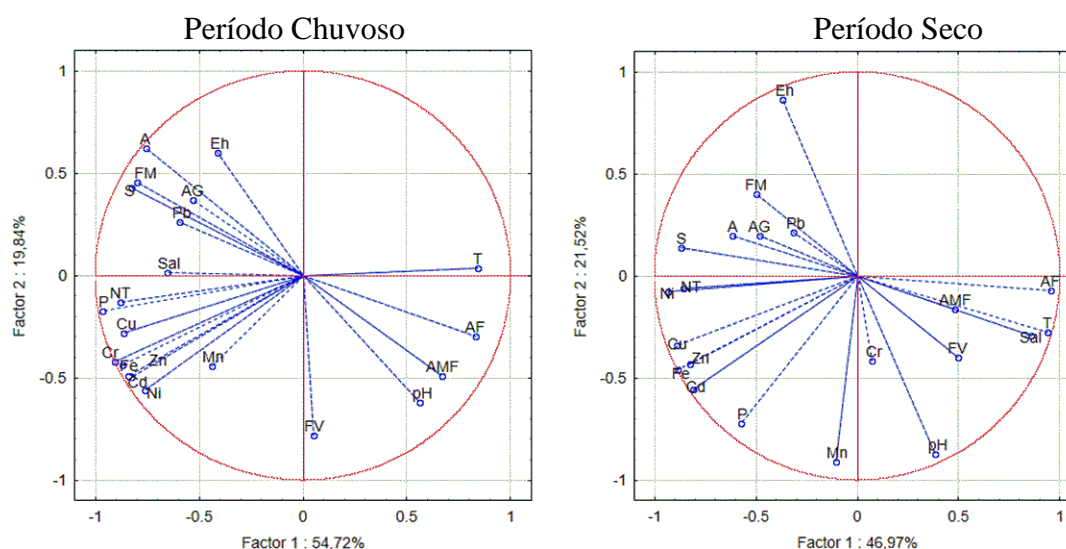 Período Chuvoso
1
0.5
0
-0.5
-1
-1
-0.5
0
0.5
1
Factor 2 : 19,84%
Factor 1 : 54,72%
A
Eh
FM
S
AG
Pb
Sal
T
NT
P
Cu
AF
Cr
Fe
Zn
Mn
Cd
Ni
AMF
pH
FV
Período Seco
1
0.5
0
-0.5
-1
-1
-0.5
0
0.5
1
Factor 2 : 21,52%
Factor 1 : 46,97%
Eh
FM
A
AG
Pb
S
Ni
NT
AF
AMF
T
Sal
Cu
Zn
Fe
Cr
FV
Cd
P
Mn
pH